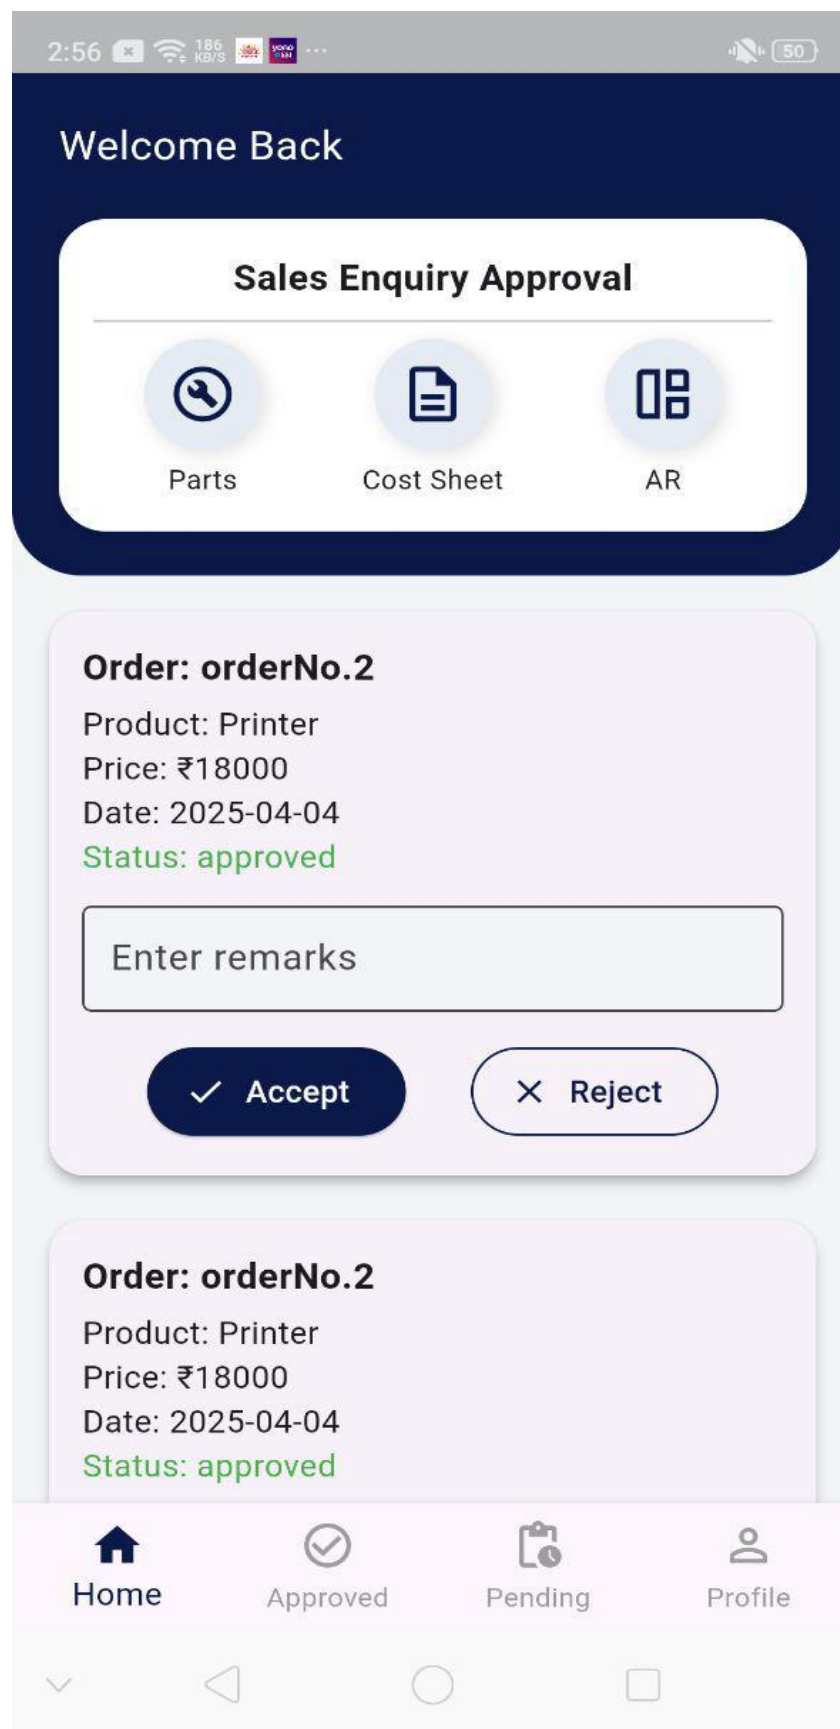 2:56 186 KB/S yono SBI ... 50
Welcome Back
Sales Enquiry Approval
Parts Cost Sheet AR
Order: orderNo.2
Product: Printer
Price: ₹18000
Date: 2025-04-04
Status: approved
Enter remarks
Accept Reject
Order: orderNo.2
Product: Printer
Price: ₹18000
Date: 2025-04-04
Status: approved
Home Approved Pending Profile